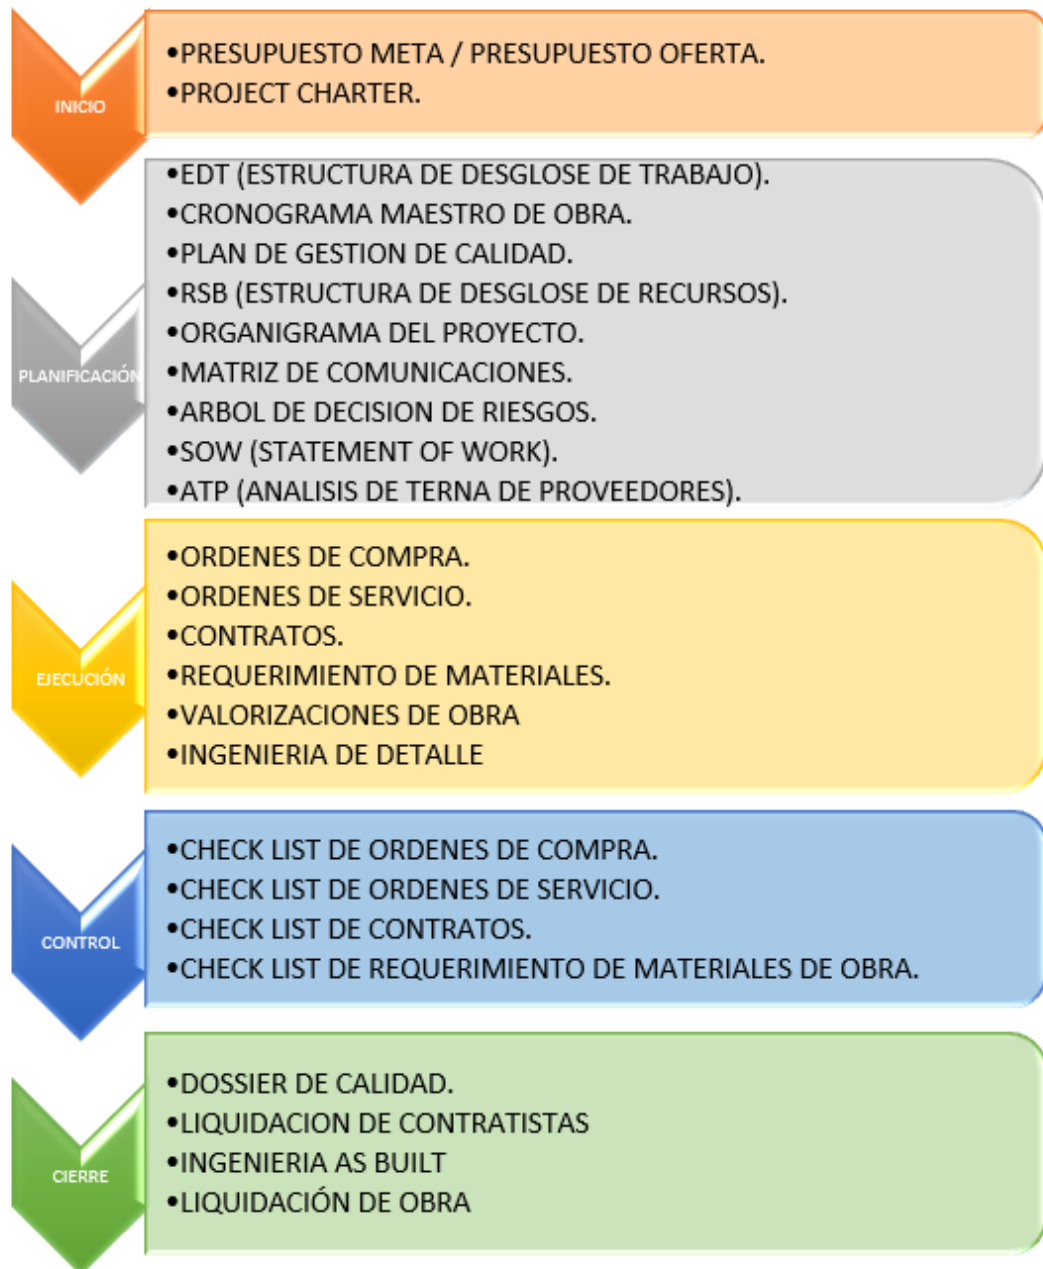 INICIO
•PRESUPUESTO META / PRESUPUESTO OFERTA.
•PROJECT CHARTER.
PLANIFICACIÓN
•EDT (ESTRUCTURA DE DESGLOSE DE TRABAJO).
•CRONOGRAMA MAESTRO DE OBRA.
•PLAN DE GESTION DE CALIDAD.
•RSB (ESTRUCTURA DE DESGLOSE DE RECURSOS).
•ORGANIGRAMA DEL PROYECTO.
•MATRIZ DE COMUNICACIONES.
•ARBOL DE DECISION DE RIESGOS.
•SOW (STATEMENT OF WORK).
•ATP (ANALISIS DE TERNA DE PROVEEDORES).
EJECUCIÓN
•ORDENES DE COMPRA.
•ORDENES DE SERVICIO.
•CONTRATOS.
•REQUERIMIENTO DE MATERIALES.
•VALORIZACIONES DE OBRA
•INGENIERIA DE DETALLE
CONTROL
•CHECK LIST DE ORDENES DE COMPRA.
•CHECK LIST DE ORDENES DE SERVICIO.
•CHECK LIST DE CONTRATOS.
•CHECK LIST DE REQUERIMIENTO DE MATERIALES DE OBRA.
CIERRE
•DOSSIER DE CALIDAD.
•LIQUIDACION DE CONTRATISTAS
•INGENIERIA AS BUILT
•LIQUIDACIÓN DE OBRA